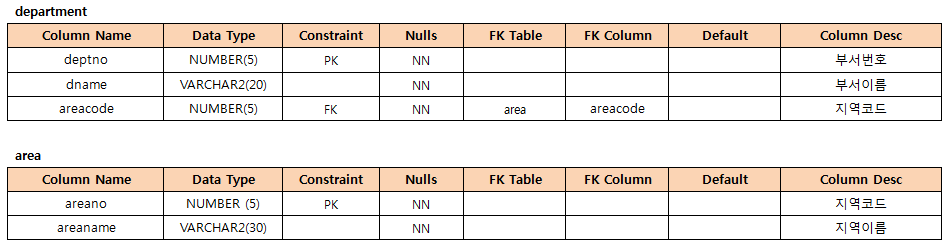 department
Column Name Data Type Constraint Nulls FK Table FK Column Default Column Desc
deptno NUMBER(5) PK NN 부서번호
dname VARCHAR2(20) NN 부서이름
areacode NUMBER(5) FK NN area areacode 지역코드
area
Column Name Data Type Constraint Nulls FK Table FK Column Default Column Desc
areano NUMBER (5) PK NN 지역코드
areaname VARCHAR2(30) NN 지역이름